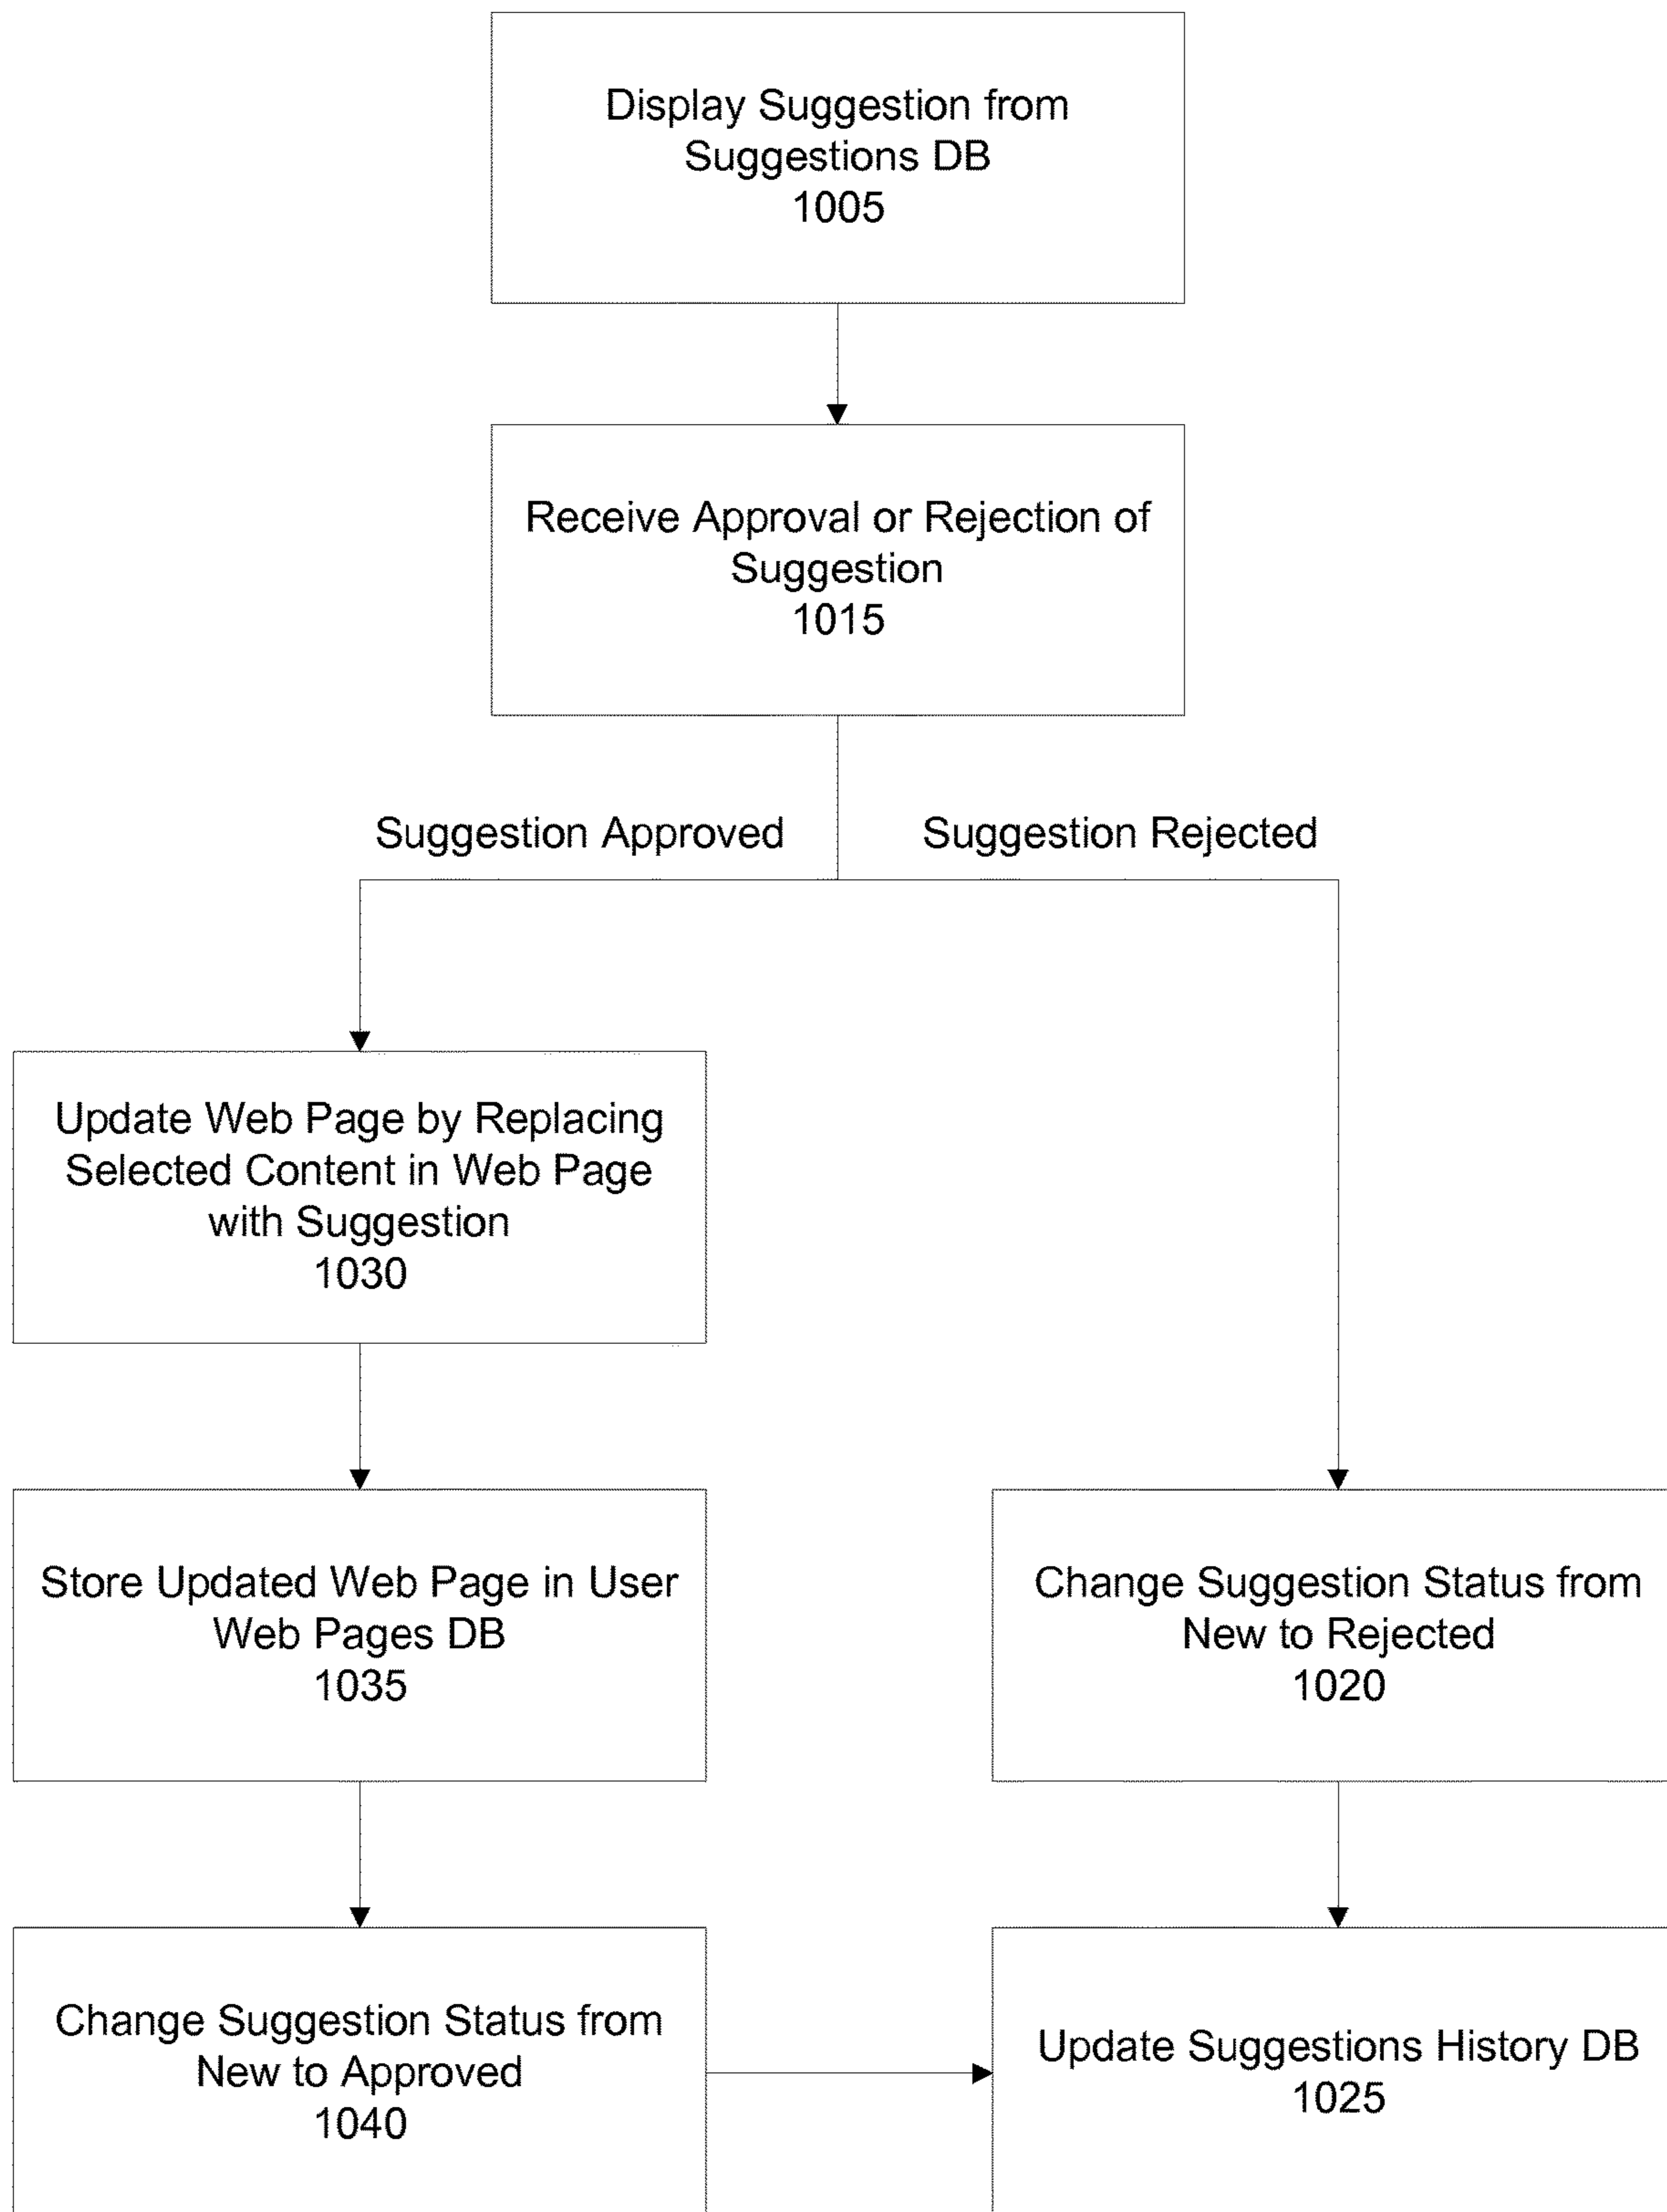 Display Suggestion from
Suggestions DB
1005
Receive Approval or Rejection of
Suggestion
1015
Suggestion Approved
Suggestion Rejected
Update Web Page by Replacing
Selected Content in Web Page
with Suggestion
1030
Store Updated Web Page in User
Web Pages DB
1035
Change Suggestion Status from
New to Rejected
1020
Change Suggestion Status from
New to Approved
1040
Update Suggestions History DB
1025